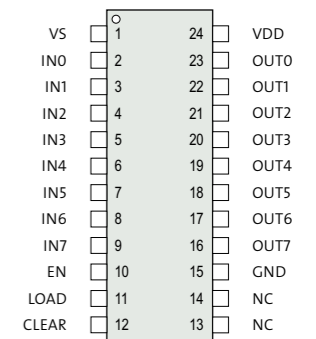 VS 1 24 VDD
IN0 2 23 OUT0
IN1 3 22 OUT1
IN2 4 21 OUT2
IN3 5 20 OUT3
IN4 6 19 OUT4
IN5 7 18 OUT5
IN6 8 17 OUT6
IN7 9 16 OUT7
EN 10 15 GND
LOAD 11 14 NC
CLEAR 12 13 NC